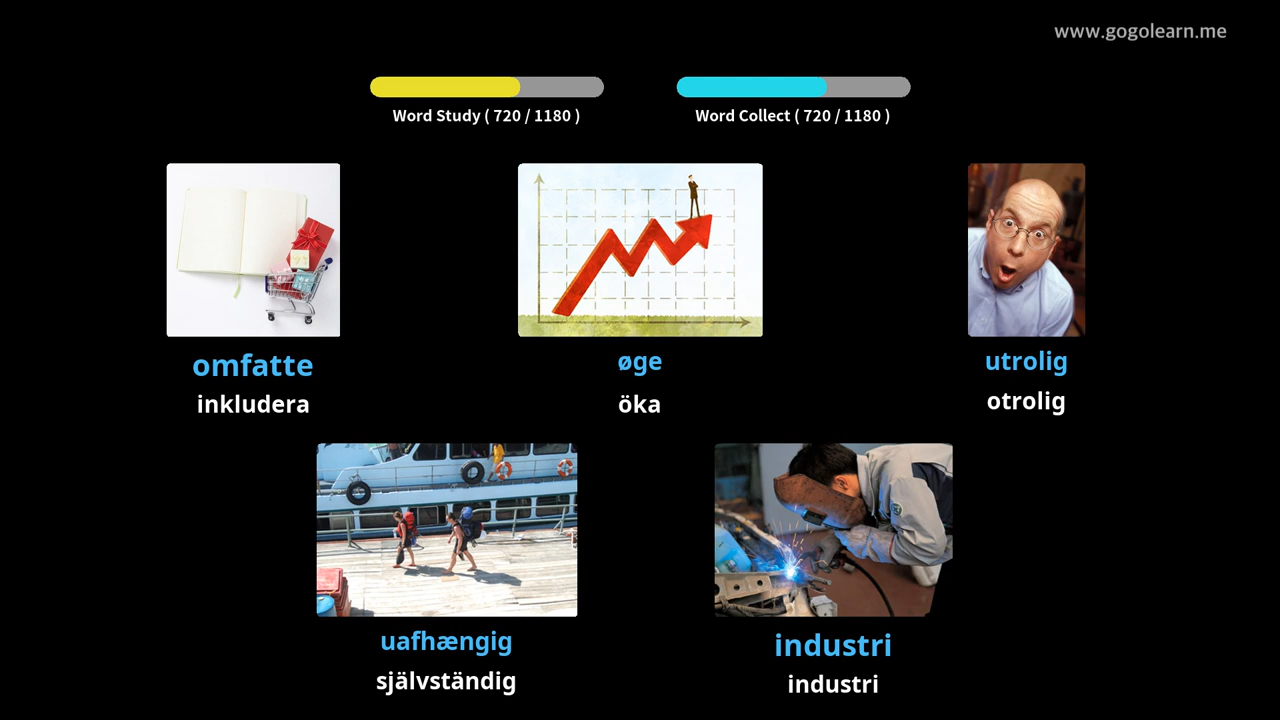 www.gogolearn.me
Word Study ( 720 / 1180 )
Word Collect ( 720 / 1180 )
omfatte
inkludera
øge
öka
utrolig
otrolig
uafhængig
självständig
industri
industri